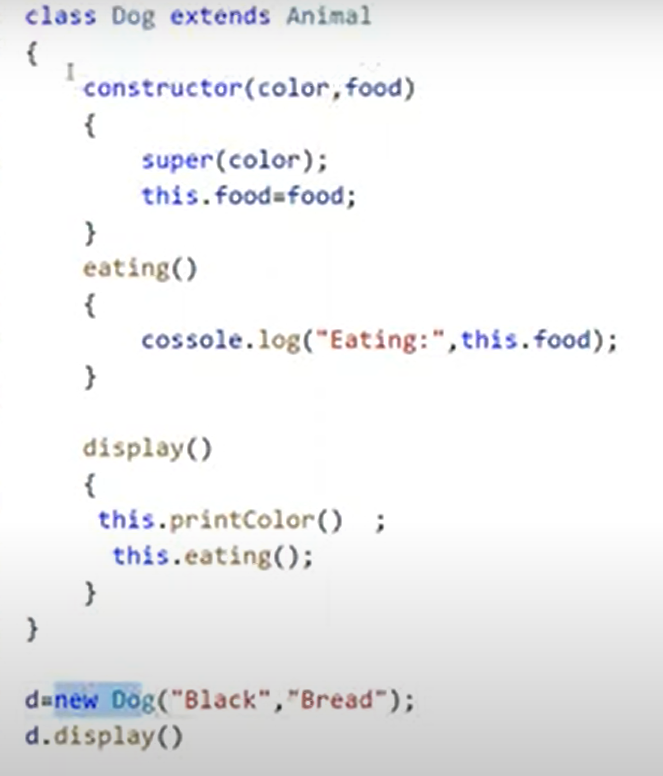 class Dog extends Animal
{
constructor(color,food)
{
super(color);
this.food=food;
}
eating()
{
cossole.log("Eating:",this.food);
}
display()
{
this.printColor() ;
this.eating();
}
}
d=new Dog("Black","Bread");
d.display()